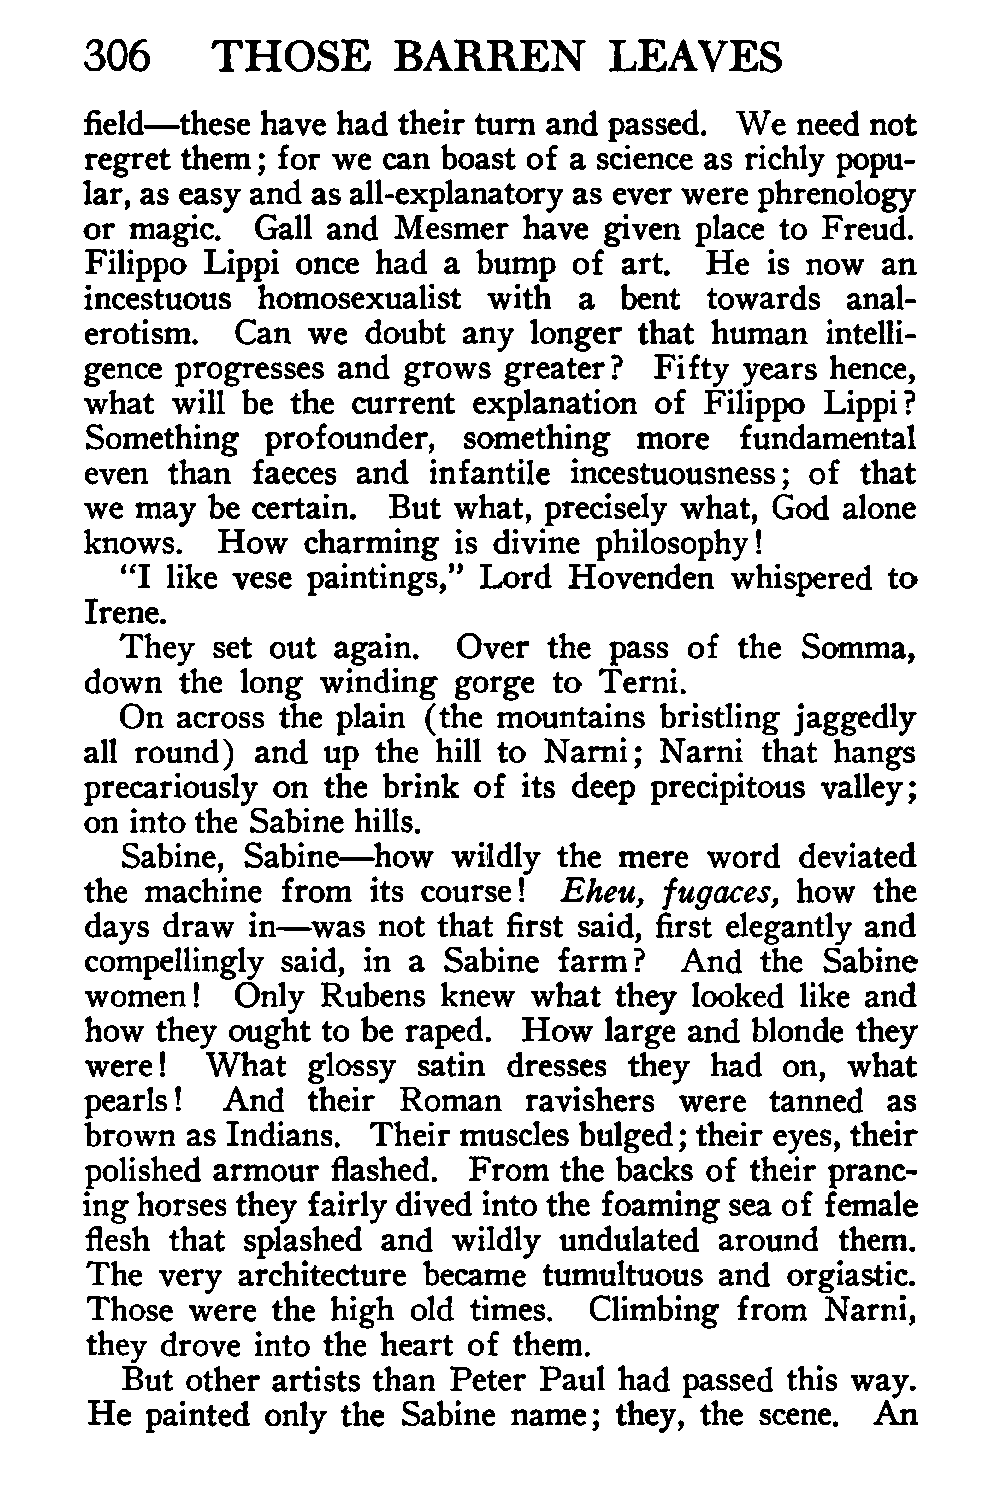 306 THOSE BARREN LEAVES
field—these have had their turn and passed. We need not
regret them; for we can boast of a science as richly popu-
lar, as easy and as all-explanatory as ever were phrenology
or magic. Gall and Mesmer have given place to Freud.
Filippo Lippi once had a bump of art. He is now an
incestuous homosexualist with a bent towards anal-
erotism. Can we doubt any longer that human intelli-
gence progresses and grows greater? Fifty years hence,
what will be the current explanation of Filippo Lippi?
Something profounder, something more fundamental
even than faeces and infantile incestuousness; of that
we may be certain. But what, precisely what, God alone
knows. How charming is divine philosophy!
"I like vese paintings," Lord Hovenden whispered to
Irene.
They set out again. Over the pass of the Somma,
down the long winding gorge to Terni.
On across the plain (the mountains bristling jaggedly
all round) and up the hill to Narni; Narni that hangs
precariously on the brink of its deep precipitous valley;
on into the Sabine hills.
Sabine, Sabine—how wildly the mere word deviated
the machine from its course! Eheu, fugaces, how the
days draw in—was not that first said, first elegantly and
compellingly said, in a Sabine farm? And the Sabine
women! Only Rubens knew what they looked like and
how they ought to be raped. How large and blonde they
were! What glossy satin dresses they had on, what
pearls! And their Roman ravishers were tanned as
brown as Indians. Their muscles bulged; their eyes, their
polished armour flashed. From the backs of their pranc-
ing horses they fairly dived into the foaming sea of female
flesh that splashed and wildly undulated around them.
The very architecture became tumultuous and orgiastic.
Those were the high old times. Climbing from Narni,
they drove into the heart of them.
But other artists than Peter Paul had passed this way.
He painted only the Sabine name; they, the scene. An